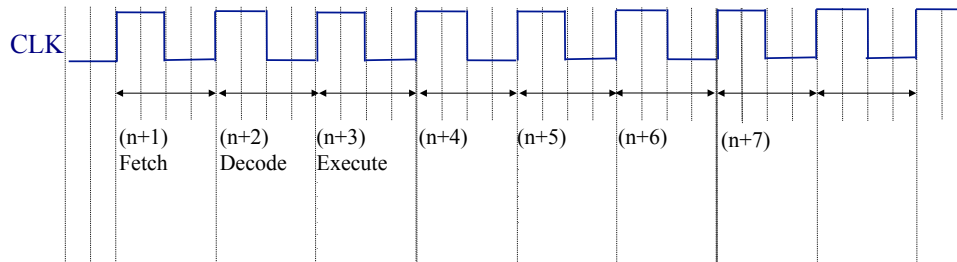 CLK
(n+1) (n+2) (n+3) (n+4) (n+5) (n+6) (n+7)
Fetch Decode Execute